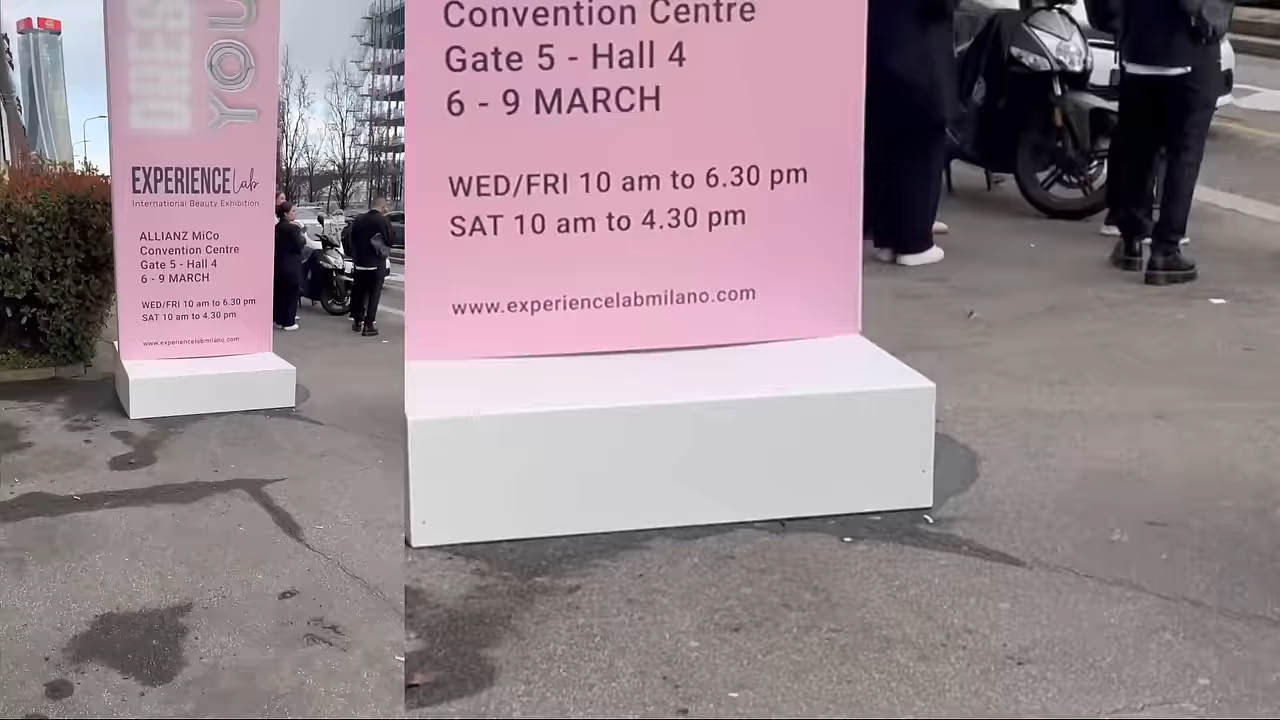 DRESS
YOU
EXPERIENCE lab
International Beauty Exhibition
ALLIANZ MiCo
Convention Centre
Gate 5 - Hall 4
6 - 9 MARCH
WED/FRI 10 am to 6.30 pm
SAT 10 am to 4.30 pm
www.experiencelabmilano.com
Convention Centre
Gate 5 - Hall 4
6 - 9 MARCH
WED/FRI 10 am to 6.30 pm
SAT 10 am to 4.30 pm
www.experiencelabmilano.com